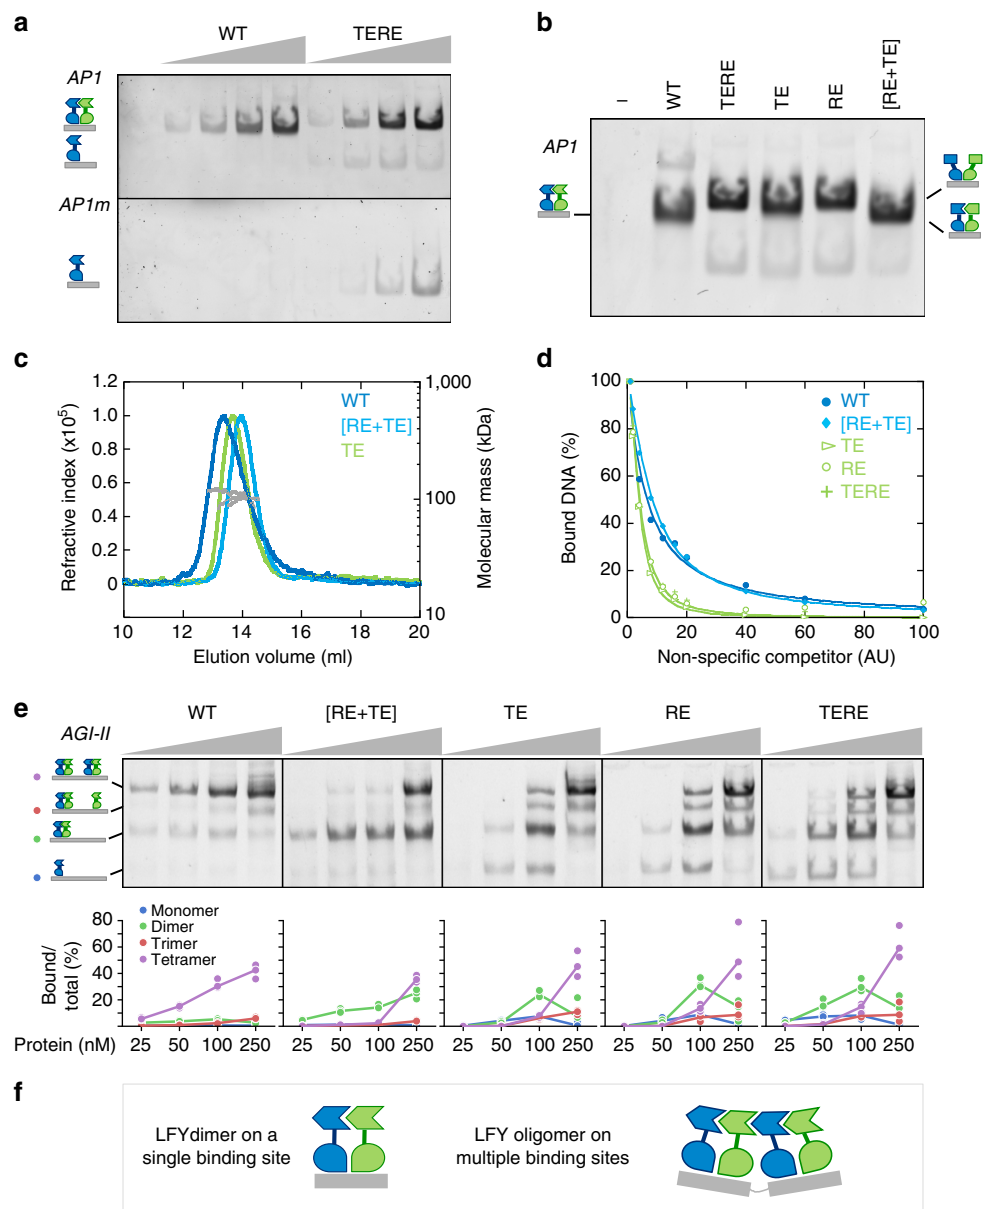 a
WT TERE
AP1
AP1m
b
– WT TERE TE RE [RE+TE]
AP1
c
1.2 1,000
1.0
0.8
0.6 100
0.4
0.2
0
10
10 12 14 16 18 20
Refractive index (x10⁵)
Molecular mass (kDa)
Elution volume (ml)
WT
[RE+TE]
TE
d
100
80
60
40
20
0
0 20 40 60 80 100
Bound DNA (%)
Non-specific competitor (AU)
WT
[RE+TE]
TE
RE
TERE
e
WT [RE+TE] TE RE TERE
AGI-II
Monomer
Dimer
Trimer
Tetramer
80
60
40
20
Bound/
total (%)
Protein (nM) 25 50 100 250 25 50 100 250 25 50 100 250 25 50 100 250 25 50 100 250
f
LFYdimer on a
single binding site
LFY oligomer on
multiple binding sites